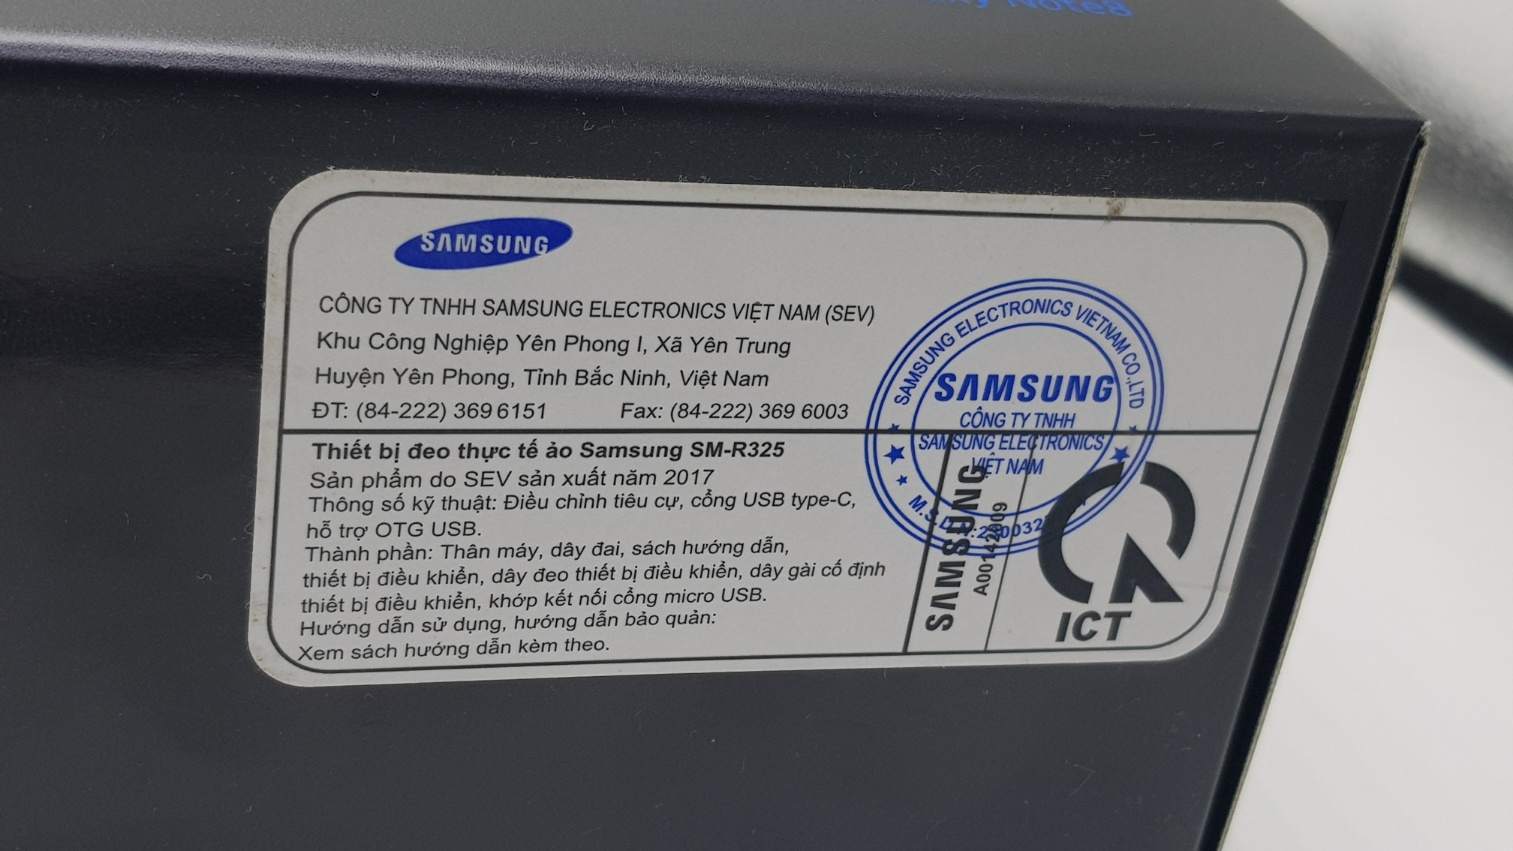 Note8
SAMSUNG
CÔNG TY TNHH SAMSUNG ELECTRONICS VIỆT NAM (SEV)
Khu Công Nghiệp Yên Phong I, Xã Yên Trung
Huyện Yên Phong, Tỉnh Bắc Ninh, Việt Nam
ĐT: (84-222) 369 6151 Fax: (84-222) 369 6003
Thiết bị đeo thực tế ảo Samsung SM-R325
Sản phẩm do SEV sản xuất năm 2017
Thông số kỹ thuật: Điều chỉnh tiêu cự, cổng USB type-C,
hỗ trợ OTG USB.
Thành phần: Thân máy, dây đai, sách hướng dẫn,
thiết bị điều khiển, dây đeo thiết bị điều khiển, dây gài cố định
thiết bị điều khiển, khớp kết nối cổng micro USB.
Hướng dẫn sử dụng, hướng dẫn bảo quản:
Xem sách hướng dẫn kèm theo.
SAMSUNG ELECTRONICS VIETNAM CO.,LTD
SAMSUNG
CÔNG TY TNHH
SAMSUNG ELECTRONICS
VIỆT NAM
SAMSUNG
A00142009
ICT